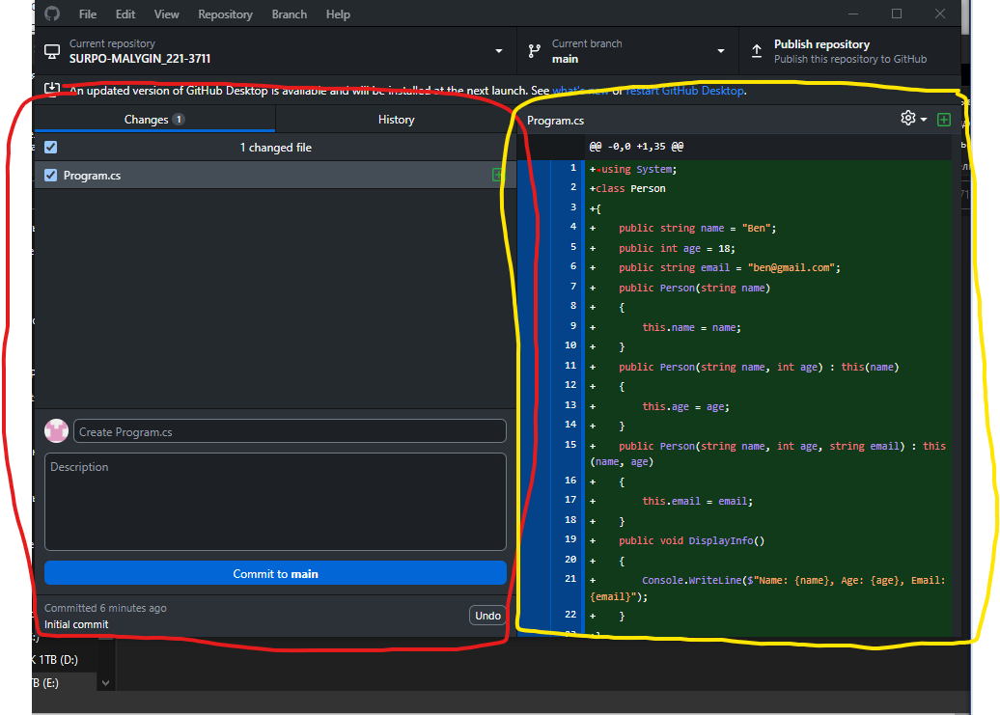 File Edit View Repository Branch Help
Current repository
SURPO-MALYGIN_221-3711
Current branch
main
Publish repository
Publish this repository to GitHub
An updated version of GitHub Desktop is available and will be installed at the next launch. See what's new or restart GitHub Desktop.
Changes 1 History
1 changed file
Program.cs
Create Program.cs
Description
Commit to main
Committed 6 minutes ago
Initial commit
Undo
K 1TB (D:)
TB (E:)
Program.cs
@@ -0,0 +1,35 @@
1 +using System;
2 +class Person
3 +{
4 + public string name = "Ben";
5 + public int age = 18;
6 + public string email = "ben@gmail.com";
7 + public Person(string name)
8 + {
9 + this.name = name;
10 + }
11 + public Person(string name, int age) : this(name)
12 + {
13 + this.age = age;
14 + }
15 + public Person(string name, int age, string email) : this
(name, age)
16 + {
17 + this.email = email;
18 + }
19 + public void DisplayInfo()
20 + {
21 + Console.WriteLine($"Name: {name}, Age: {age}, Email:
{email}");
22 + }